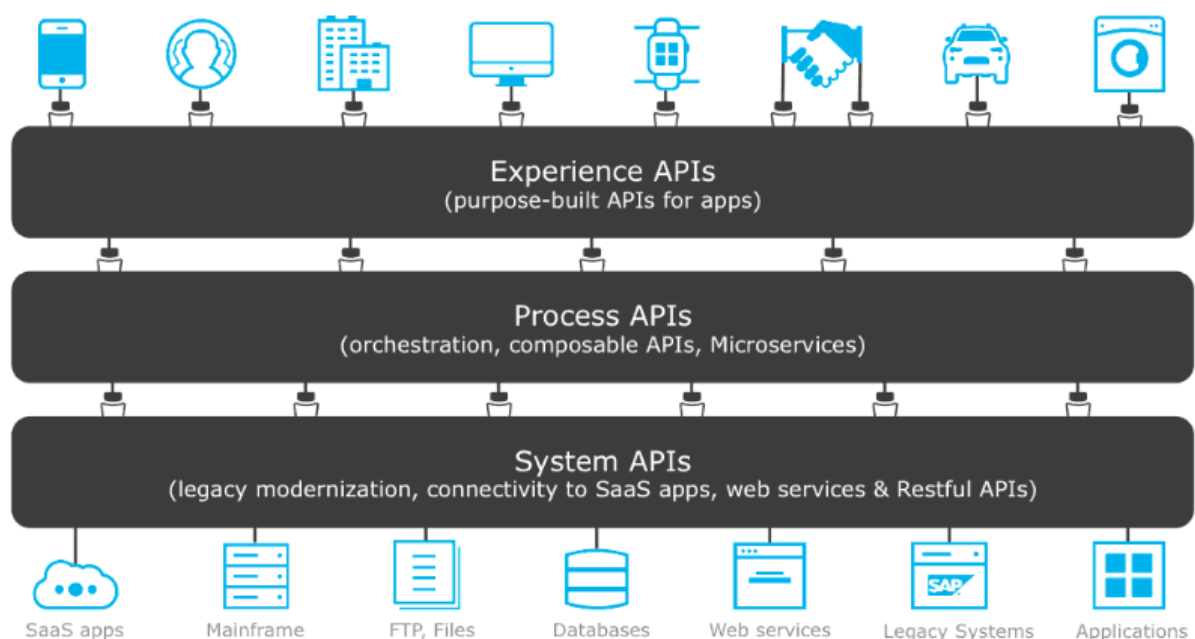 Experience APIs
(purpose-built APIs for apps)
Process APIs
(orchestration, composable APIs, Microservices)
System APIs
(legacy modernization, connectivity to SaaS apps, web services & Restful APIs)
SAP
SaaS apps
Mainframe
FTP, Files
Databases
Web services
Legacy Systems
Applications